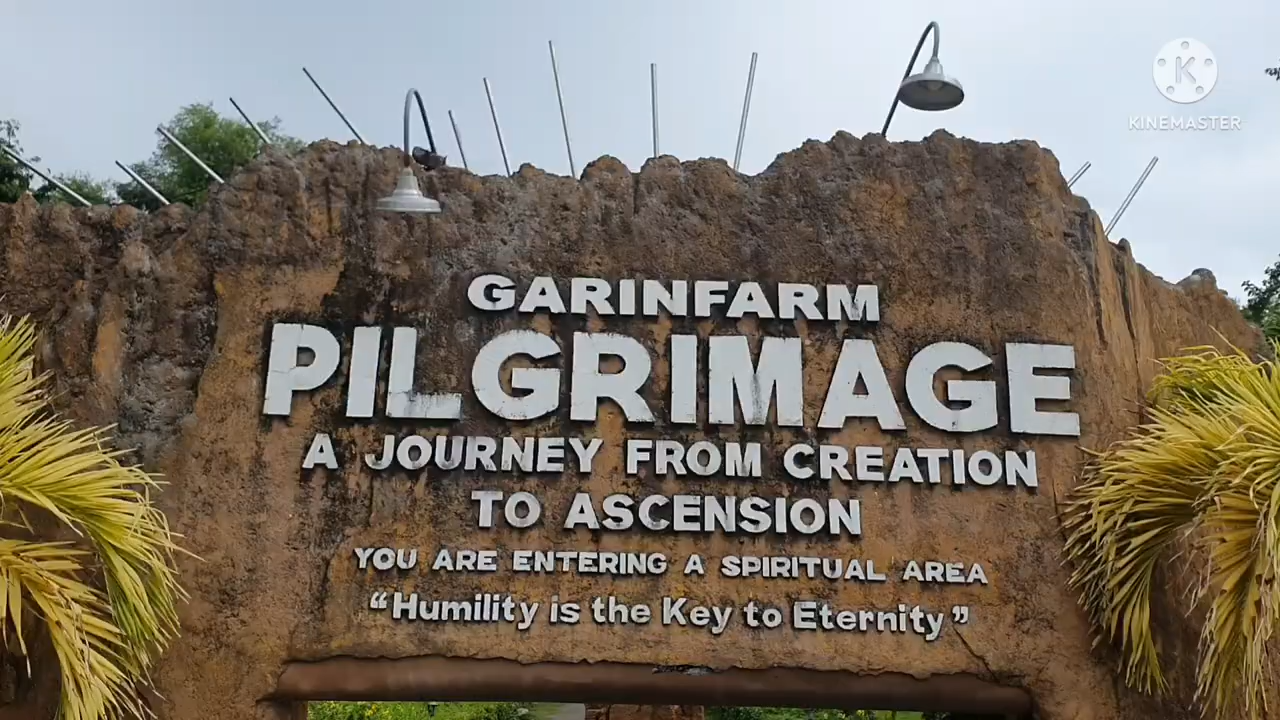 KINEMASTER
GARINFARM
PILGRIMAGE
A JOURNEY FROM CREATION
TO ASCENSION
YOU ARE ENTERING A SPIRITUAL AREA
“Humility is the Key to Eternity”